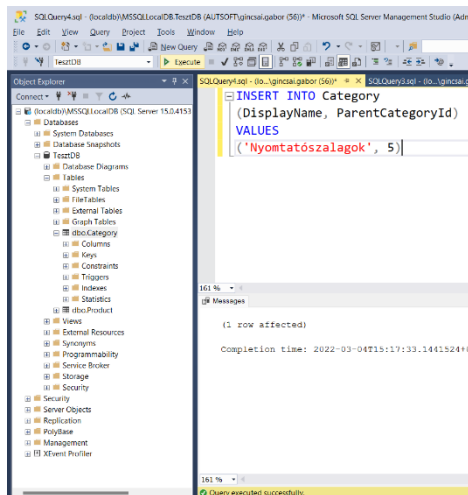 SQLQuery4.sql - (localdb)\MSSQLLocalDB.TesztDB (AUTSOFT\gincsai.gabor (56))* - Microsoft SQL Server Management Studio (Adm
File Edit View Query Project Tools Window Help
New Query
TesztDB Execute
Object Explorer
SQLQuery4.sql - (lo...\gincsai.gabor (56))* SQLQuery3.sql - (lo...\gincsai.
Connect
INSERT INTO Category
(DisplayName, ParentCategoryId)
VALUES
('Nyomtatószalagok', 5)
(localdb)\MSSQLLocalDB (SQL Server 15.0.4153
Databases
System Databases
Database Snapshots
TesztDB
Database Diagrams
Tables
System Tables
FileTables
External Tables
Graph Tables
dbo.Category
Columns
Keys
Constraints
Triggers
Indexes
Statistics
dbo.Product
Views
External Resources
Synonyms
Programmability
Service Broker
Storage
Security
Security
Server Objects
Replication
PolyBase
Management
XEvent Profiler
161 %
Messages
(1 row affected)
Completion time: 2022-03-04T15:17:33.1441524+0
161 %
Query executed successfully.